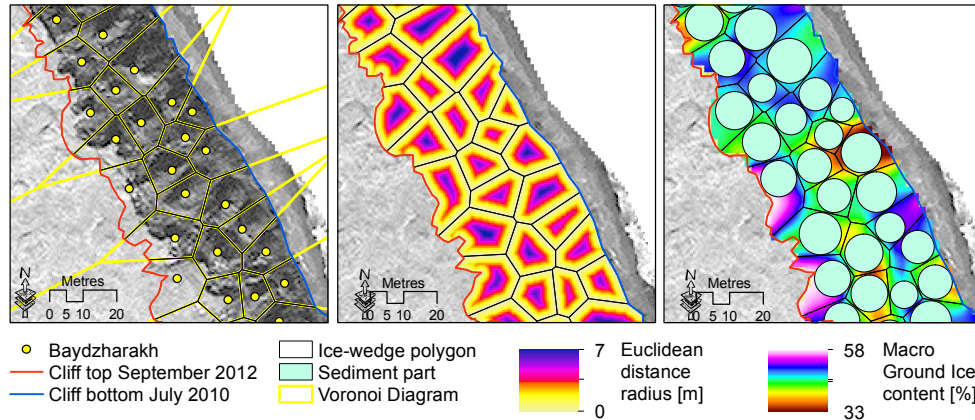 N
Metres
0 5 10 20
N
Metres
0 5 10 20
N
Metres
0 5 10 20
Baydzharakh
Cliff top September 2012
Cliff bottom July 2010
Ice-wedge polygon
Sediment part
Voronoi Diagram
7
0
Euclidean
distance
radius [m]
58
33
Macro
Ground Ice
content [%]